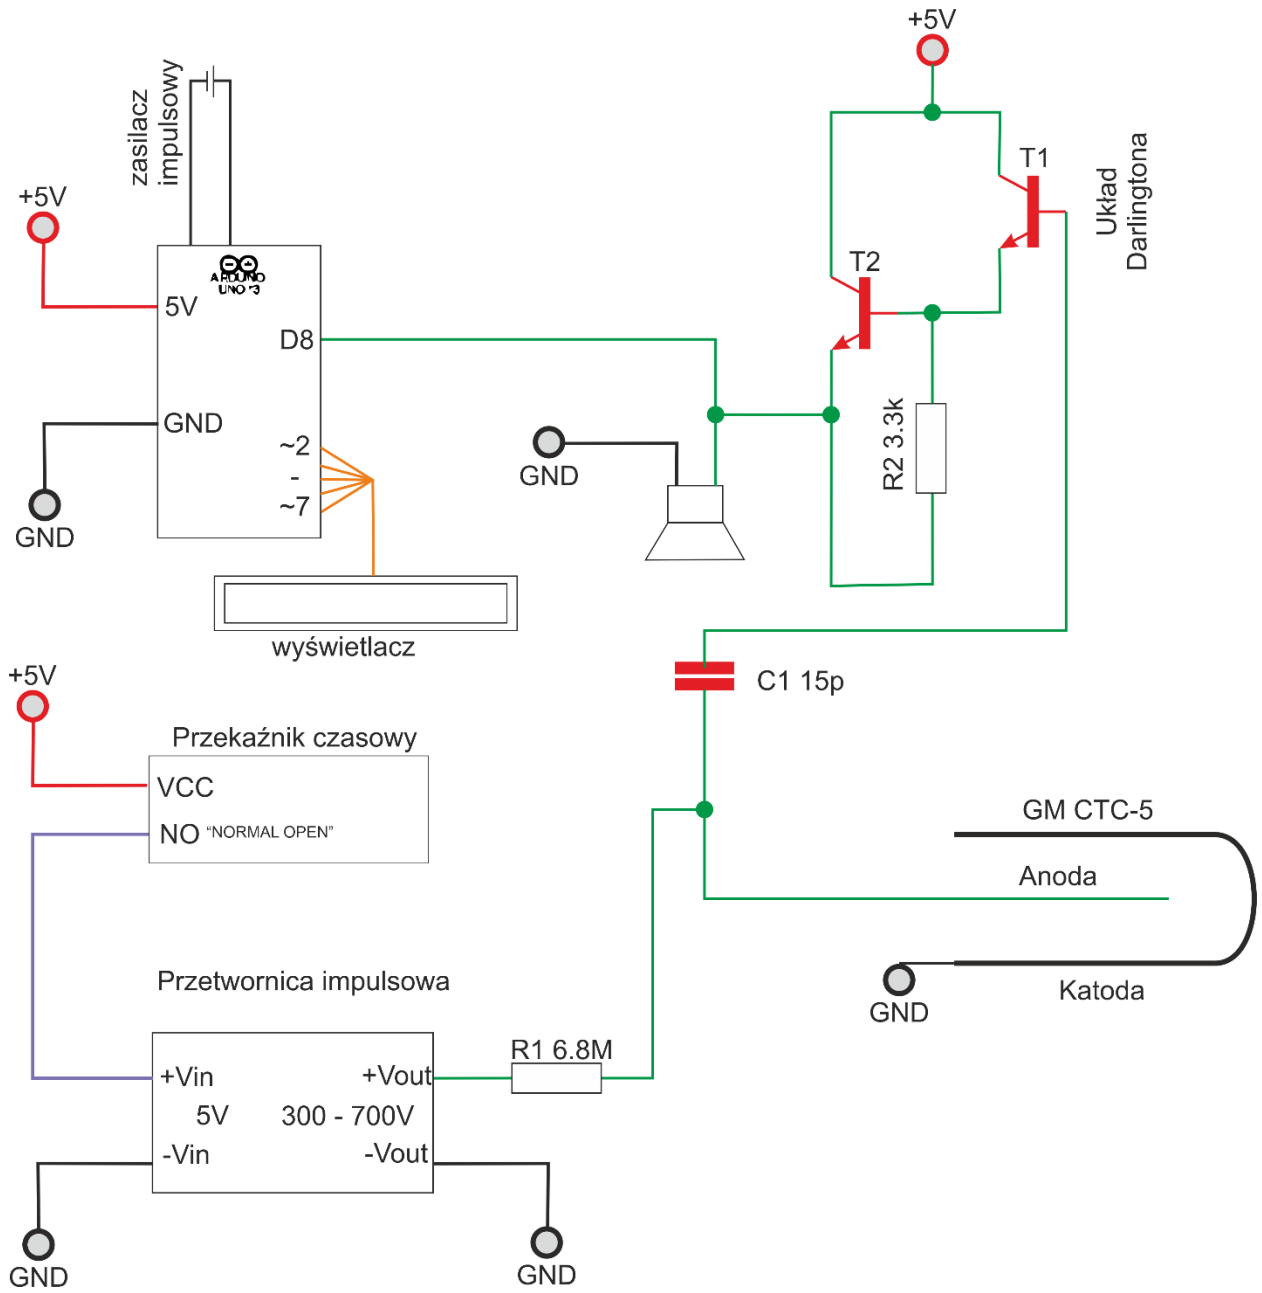 +5V
zasilacz
impulsowy
T1
Układ
Darlingtona
+5V
ARDUINO
T2
5V
D8
GND
R2 3.3k
~2
-
~7
GND
GND
wyświetlacz
+5V
C1 15p
Przekaźnik czasowy
VCC
GM CTC-5
NO "NORMAL OPEN"
Anoda
Przetwornica impulsowa
Katoda
GND
R1 6.8M
+Vin
+Vout
5V
300 - 700V
-Vin
-Vout
GND
GND